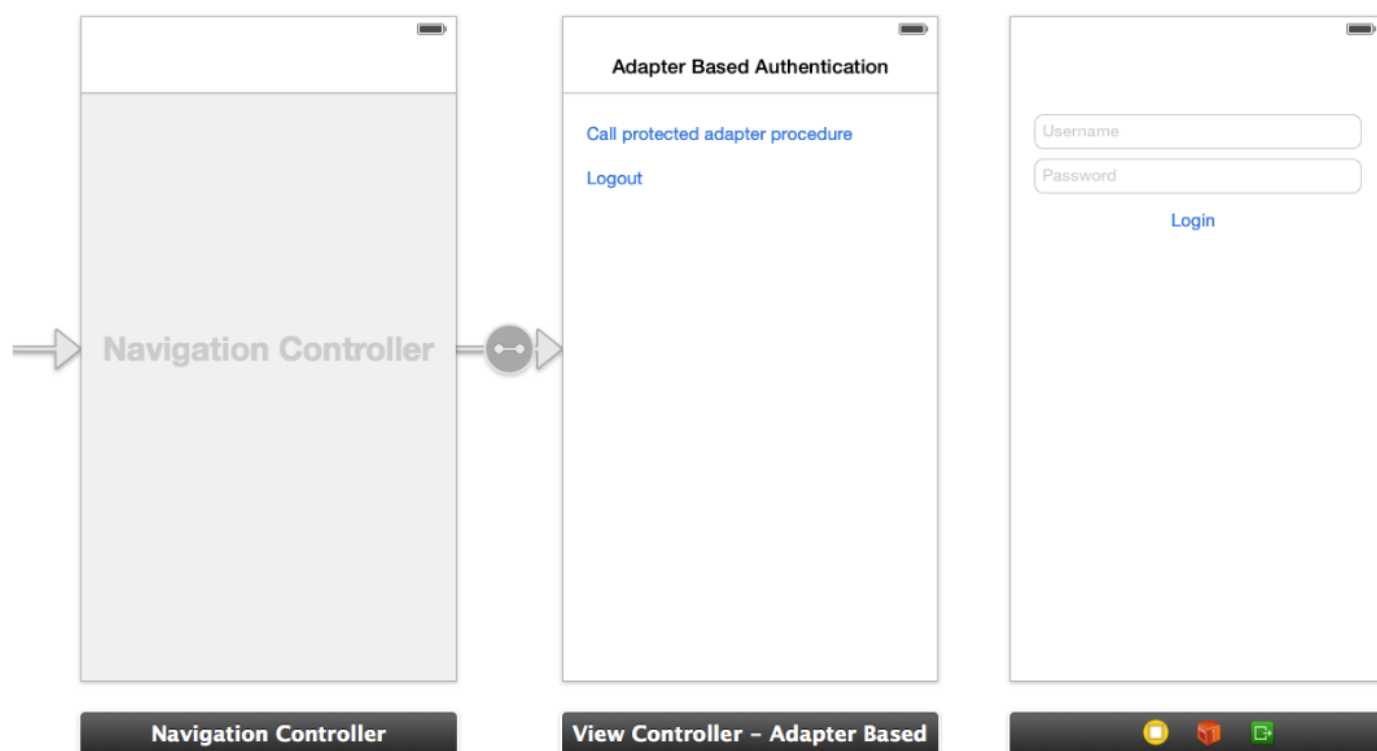 Navigation Controller
Navigation Controller
Adapter Based Authentication
Call protected adapter procedure
Logout
View Controller – Adapter Based
Username
Password
Login